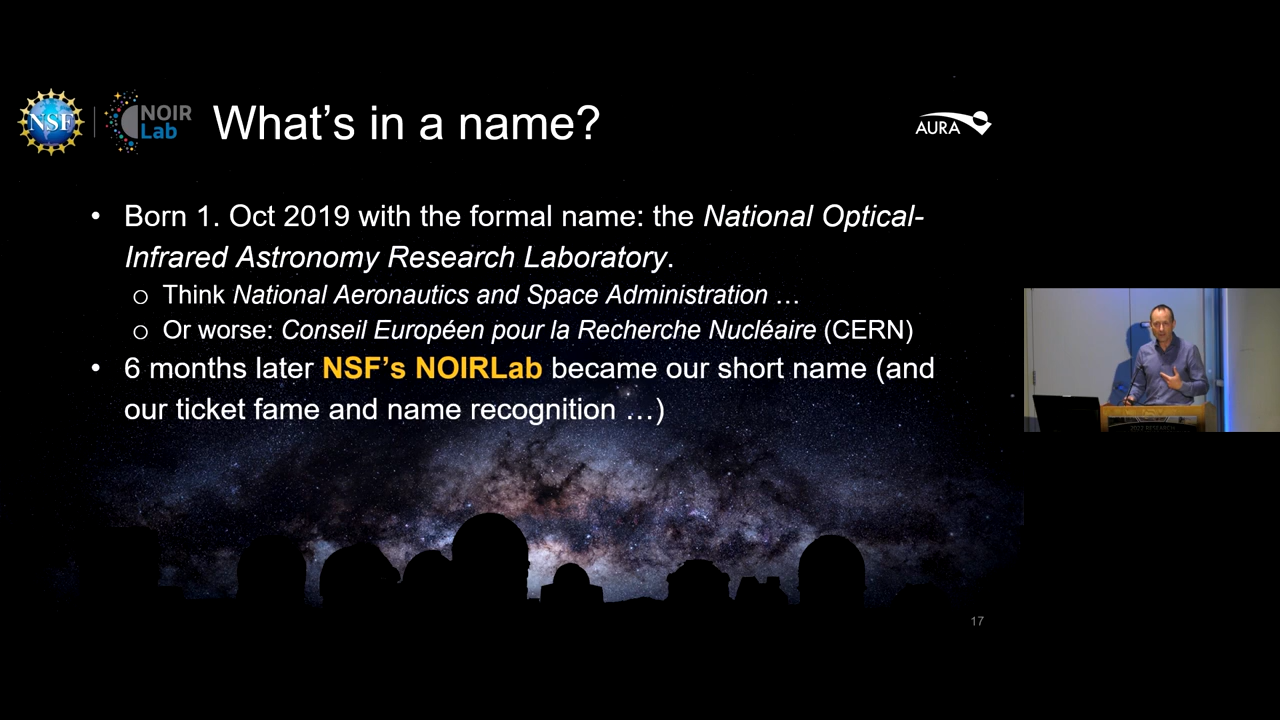 NSF
NOIR
Lab
What's in a name?
AURA
• Born 1. Oct 2019 with the formal name: the National Optical-
Infrared Astronomy Research Laboratory.
o Think National Aeronautics and Space Administration …
o Or worse: Conseil Européen pour la Recherche Nucléaire (CERN)
• 6 months later NSF's NOIRLab became our short name (and
our ticket fame and name recognition …)
17